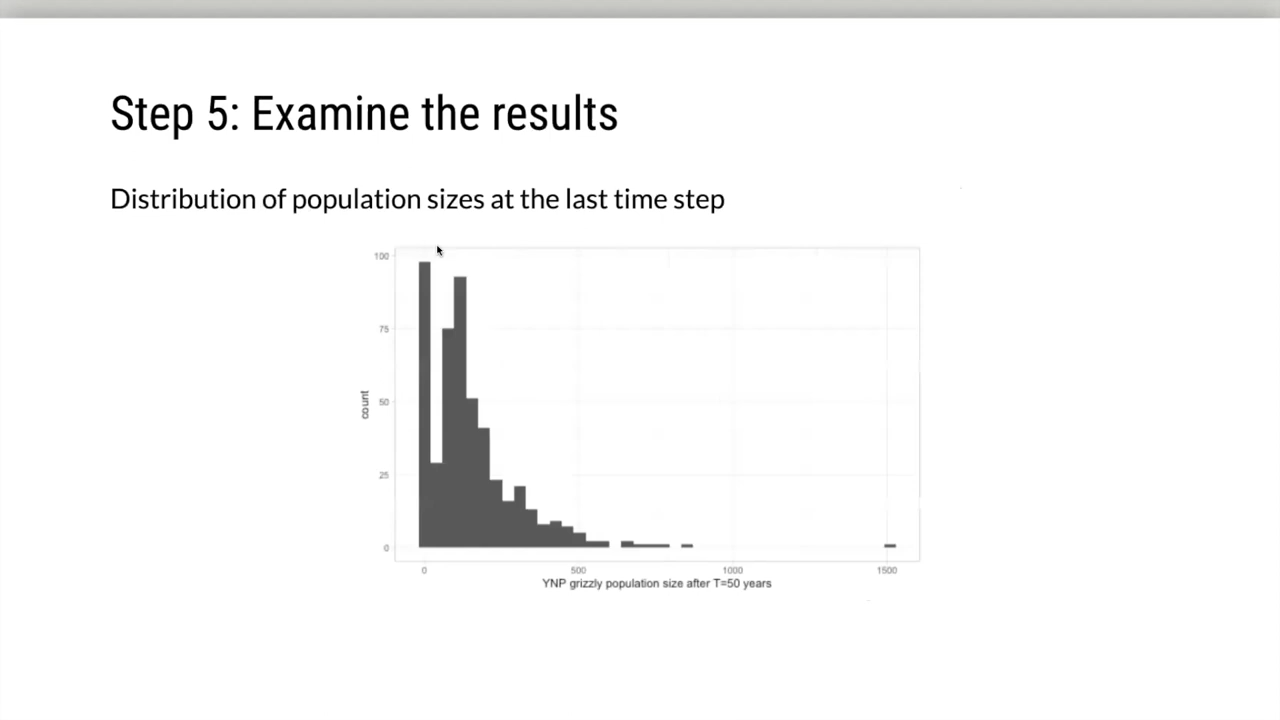 Step 5: Examine the results
Distribution of population sizes at the last time step
100
75
50
25
0
count
0 500 1000 1500
YNP grizzly population size after T=50 years